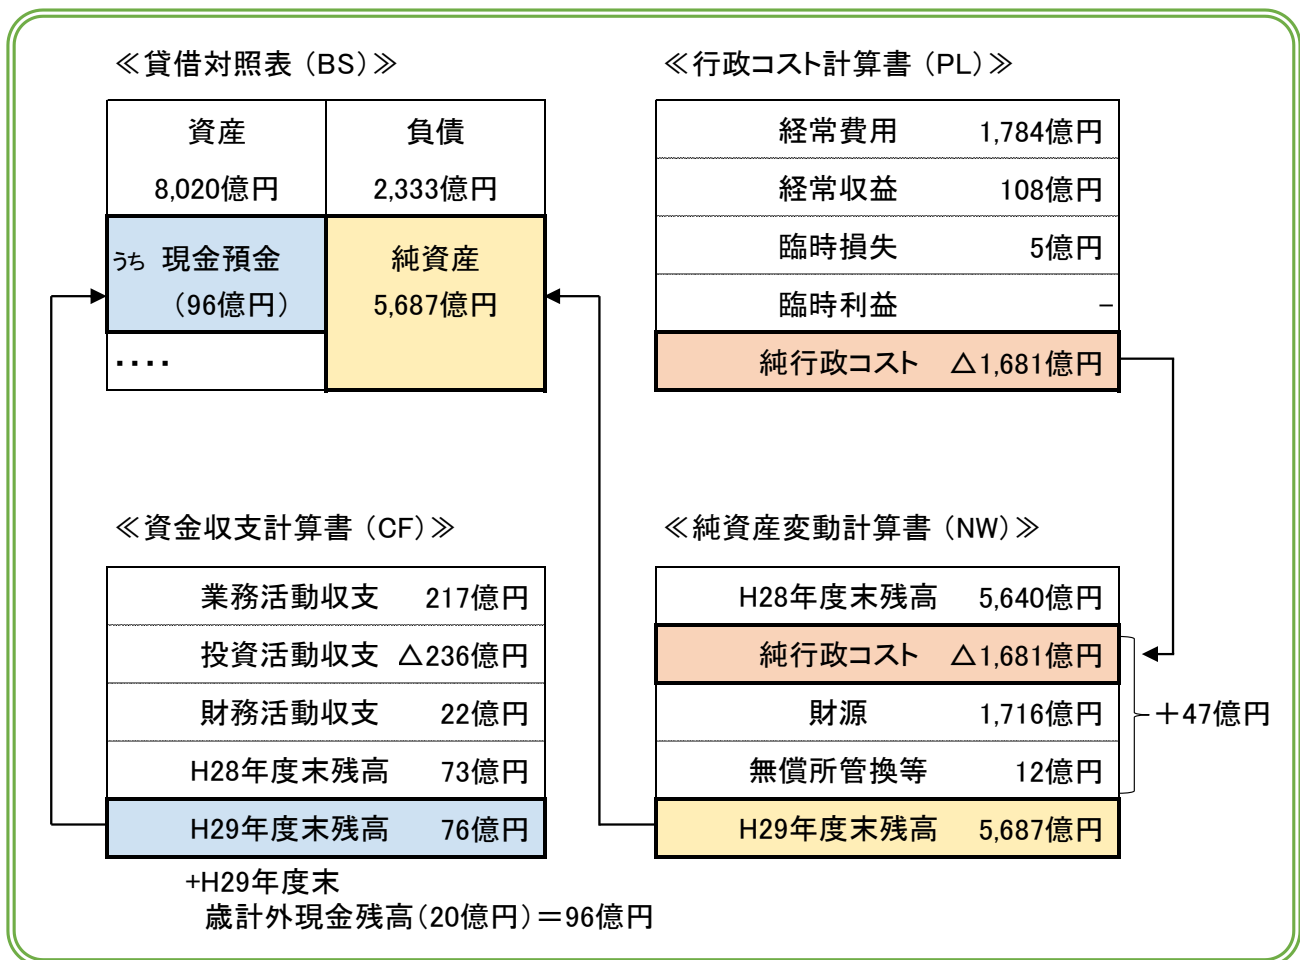 ≪貸借対照表（BS）≫
資産 負債
8,020億円 2,333億円
うち 現金預金 純資産
（96億円） 5,687億円
････
≪行政コスト計算書（PL）≫
経常費用 1,784億円
経常収益 108億円
臨時損失 5億円
臨時利益 －
純行政コスト △1,681億円
≪資金収支計算書（CF）≫
業務活動収支 217億円
投資活動収支 △236億円
財務活動収支 22億円
H28年度末残高 73億円
H29年度末残高 76億円
+H29年度末
歳計外現金残高（20億円）＝96億円
≪純資産変動計算書（NW）≫
H28年度末残高 5,640億円
純行政コスト △1,681億円
財源 1,716億円
無償所管換等 12億円
H29年度末残高 5,687億円
＋47億円